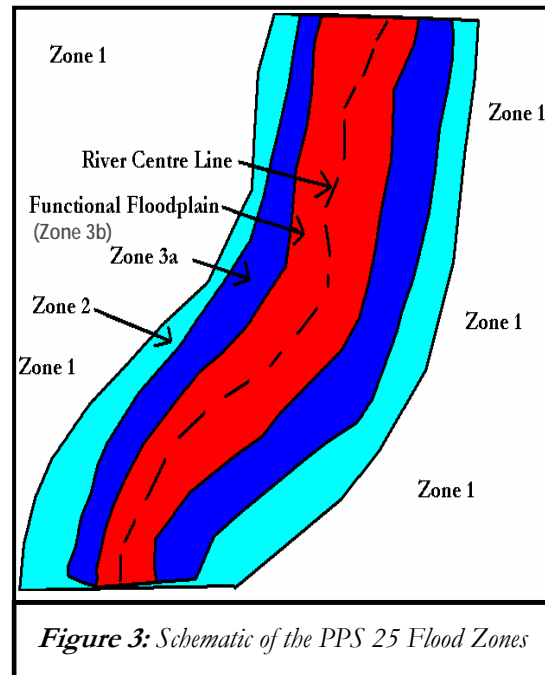 Zone 1
Zone 1
River Centre Line
Functional Floodplain
(Zone 3b)
Zone 3a
Zone 2
Zone 1
Zone 1
Zone 1
Figure 3: Schematic of the PPS 25 Flood Zones